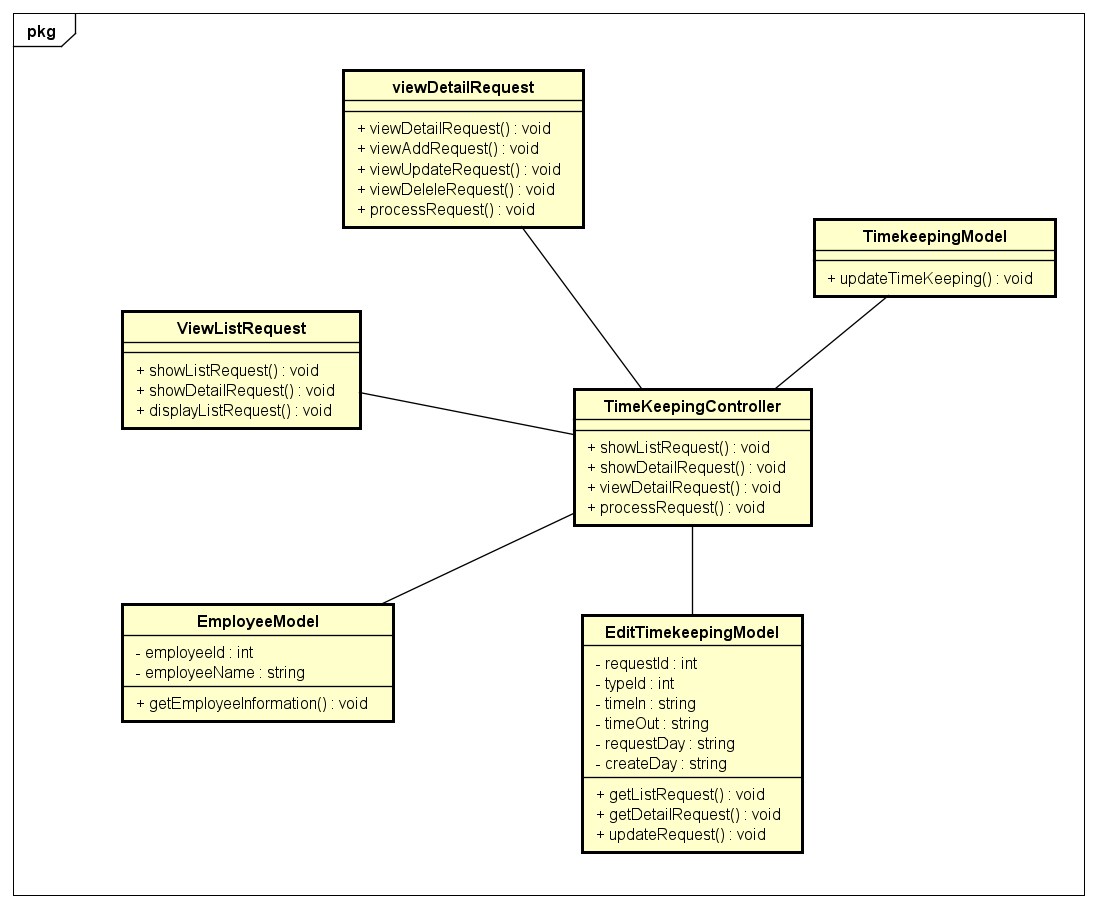 pkg
viewDetailRequest
+ viewDetailRequest() : void
+ viewAddRequest() : void
+ viewUpdateRequest() : void
+ viewDeleleRequest() : void
+ processRequest() : void
TimekeepingModel
+ updateTimeKeeping() : void
ViewListRequest
+ showListRequest() : void
+ showDetailRequest() : void
+ displayListRequest() : void
TimeKeepingController
+ showListRequest() : void
+ showDetailRequest() : void
+ viewDetailRequest() : void
+ processRequest() : void
EmployeeModel
- employeeId : int
- employeeName : string
+ getEmployeeInformation() : void
EditTimekeepingModel
- requestId : int
- typeId : int
- timeIn : string
- timeOut : string
- requestDay : string
- createDay : string
+ getListRequest() : void
+ getDetailRequest() : void
+ updateRequest() : void